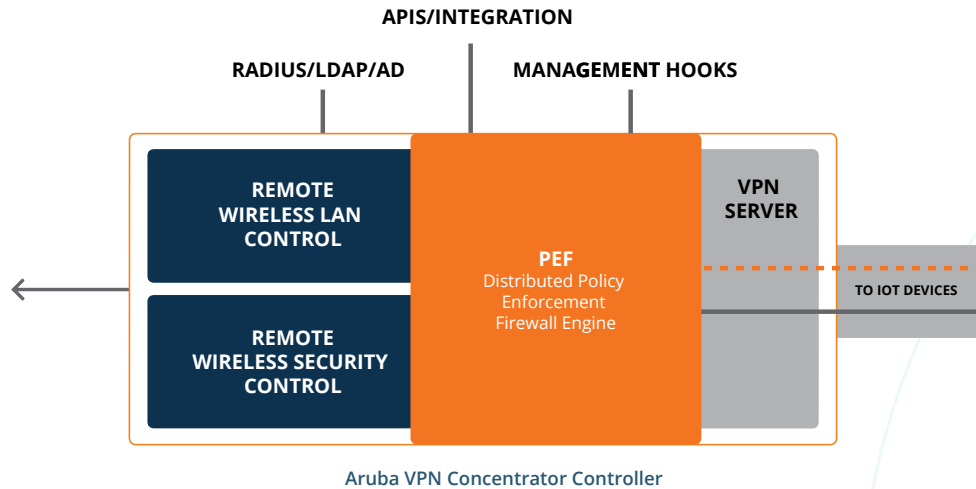 APIS/INTEGRATION
RADIUS/LDAP/AD
MANAGEMENT HOOKS
REMOTE
WIRELESS LAN
CONTROL
REMOTE
WIRELESS SECURITY
CONTROL
PEF
Distributed Policy
Enforcement
Firewall Engine
VPN
SERVER
TO IOT DEVICES
Aruba VPN Concentrator Controller